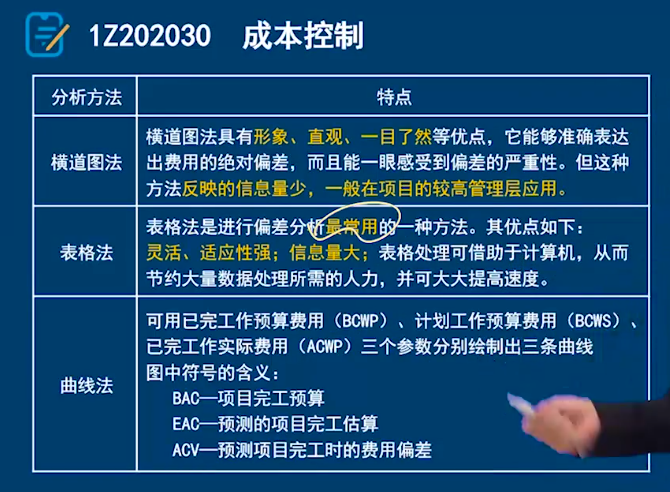 1Z202030 成本控制
分析方法
特点
横道图法
横道图法具有形象、直观、一目了然等优点，它能够准确表达
出费用的绝对偏差，而且能一眼感受到偏差的严重性。但这种
方法反映的信息量少，一般在项目的较高管理层应用。
表格法
表格法是进行偏差分析最常用的一种方法。其优点如下：
灵活、适应性强；信息量大；表格处理可借助于计算机，从而
节约大量数据处理所需的人力，并可大大提高速度。
曲线法
可用已完工作预算费用（BCWP）、计划工作预算费用（BCWS）、
已完工作实际费用（ACWP）三个参数分别绘制出三条曲线
图中符号的含义：
BAC—项目完工预算
EAC—预测的项目完工估算
ACV—预测项目完工时的费用偏差